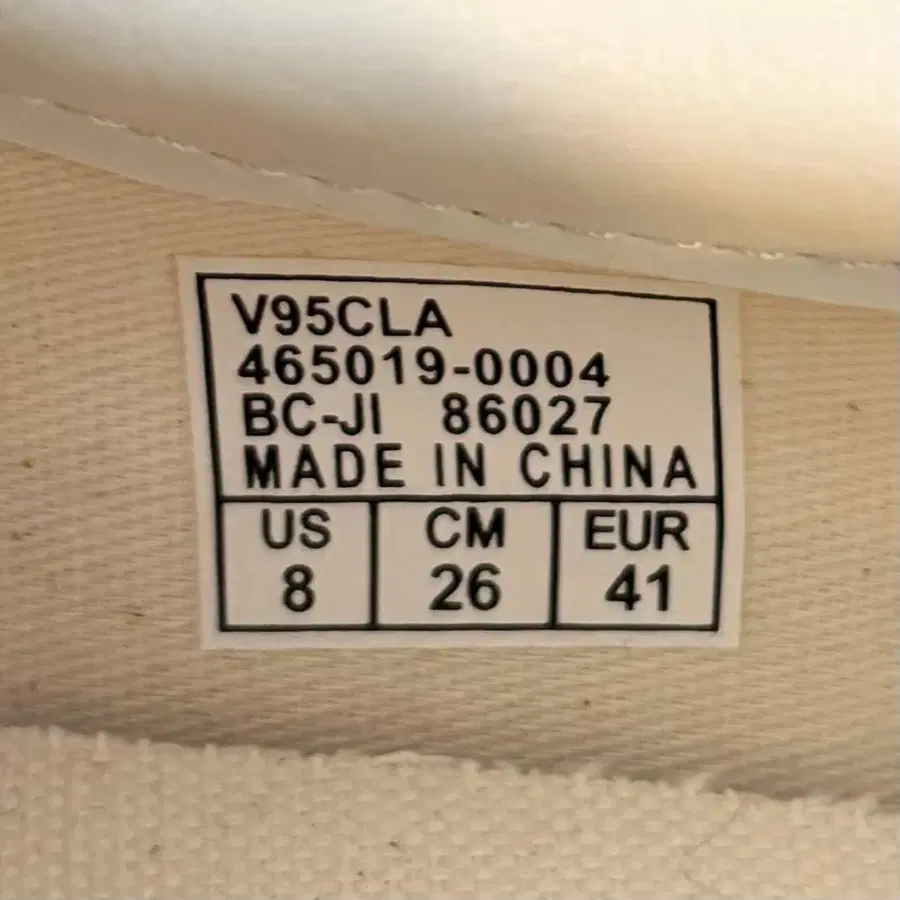 V95CLA
465019-0004
BC-JI 86027
MADE IN CHINA
US CM EUR
8 26 41